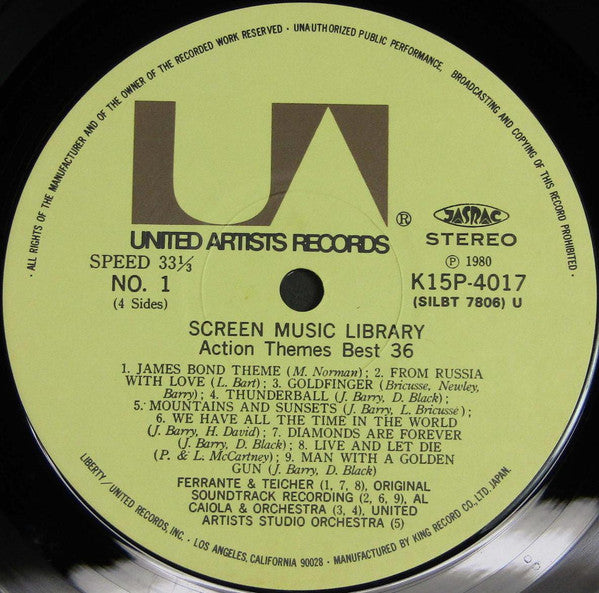 · ALL RIGHTS OF THE MANUFACTURER AND OF THE OWNER OF THE RECORDED WORK RESERVED · UNAUTHORIZED PUBLIC PERFORMANCE, BROADCASTING AND COPYING OF THIS RECORD PROHIBITED ·
UA ®
UNITED ARTISTS RECORDS
JASRAC
STEREO
SPEED 33⅓
℗ 1980
NO. 1
K15P-4017
(4 Sides)
(SILBT 7806) U
SCREEN MUSIC LIBRARY
Action Themes Best 36
1. JAMES BOND THEME (M. Norman); 2. FROM RUSSIA
WITH LOVE (L. Bart); 3. GOLDFINGER (Bricusse, Newley,
Barry); 4. THUNDERBALL (J. Barry, D. Black);
5. MOUNTAINS AND SUNSETS (J. Barry, L. Bricusse);
6. WE HAVE ALL THE TIME IN THE WORLD
(J. Barry, H. David); 7. DIAMONDS ARE FOREVER
(J. Barry, D. Black); 8. LIVE AND LET DIE
(P. & L. McCartney); 9. MAN WITH A GOLDEN
GUN (J. Barry, D. Black)
FERRANTE & TEICHER (1, 7, 8), ORIGINAL
SOUNDTRACK RECORDING (2, 6, 9), AL
CAIOLA & ORCHESTRA (3, 4), UNITED
ARTISTS STUDIO ORCHESTRA (5)
LIBERTY/UNITED RECORDS, INC. · LOS ANGELES, CALIFORNIA 90028 · MANUFACTURED BY KING RECORD CO., LTD. JAPAN.